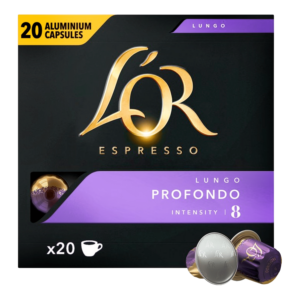 20 ALUMINIUM
CAPSULES
LUNGO
L'OR
ESPRESSO
LUNGO
PROFONDO
INTENSITY | 8
x20